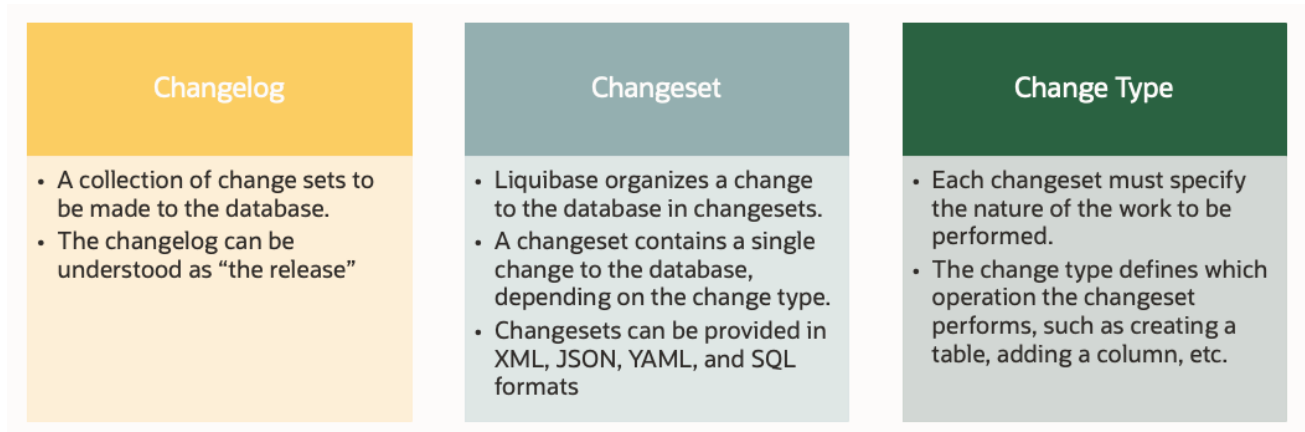 Changelog
• A collection of change sets to
be made to the database.
• The changelog can be
understood as “the release”
Changeset
• Liquibase organizes a change
to the database in changesets.
• A changeset contains a single
change to the database,
depending on the change type.
• Changesets can be provided in
XML, JSON, YAML, and SQL
formats
Change Type
• Each changeset must specify
the nature of the work to be
performed.
• The change type defines which
operation the changeset
performs, such as creating a
table, adding a column, etc.